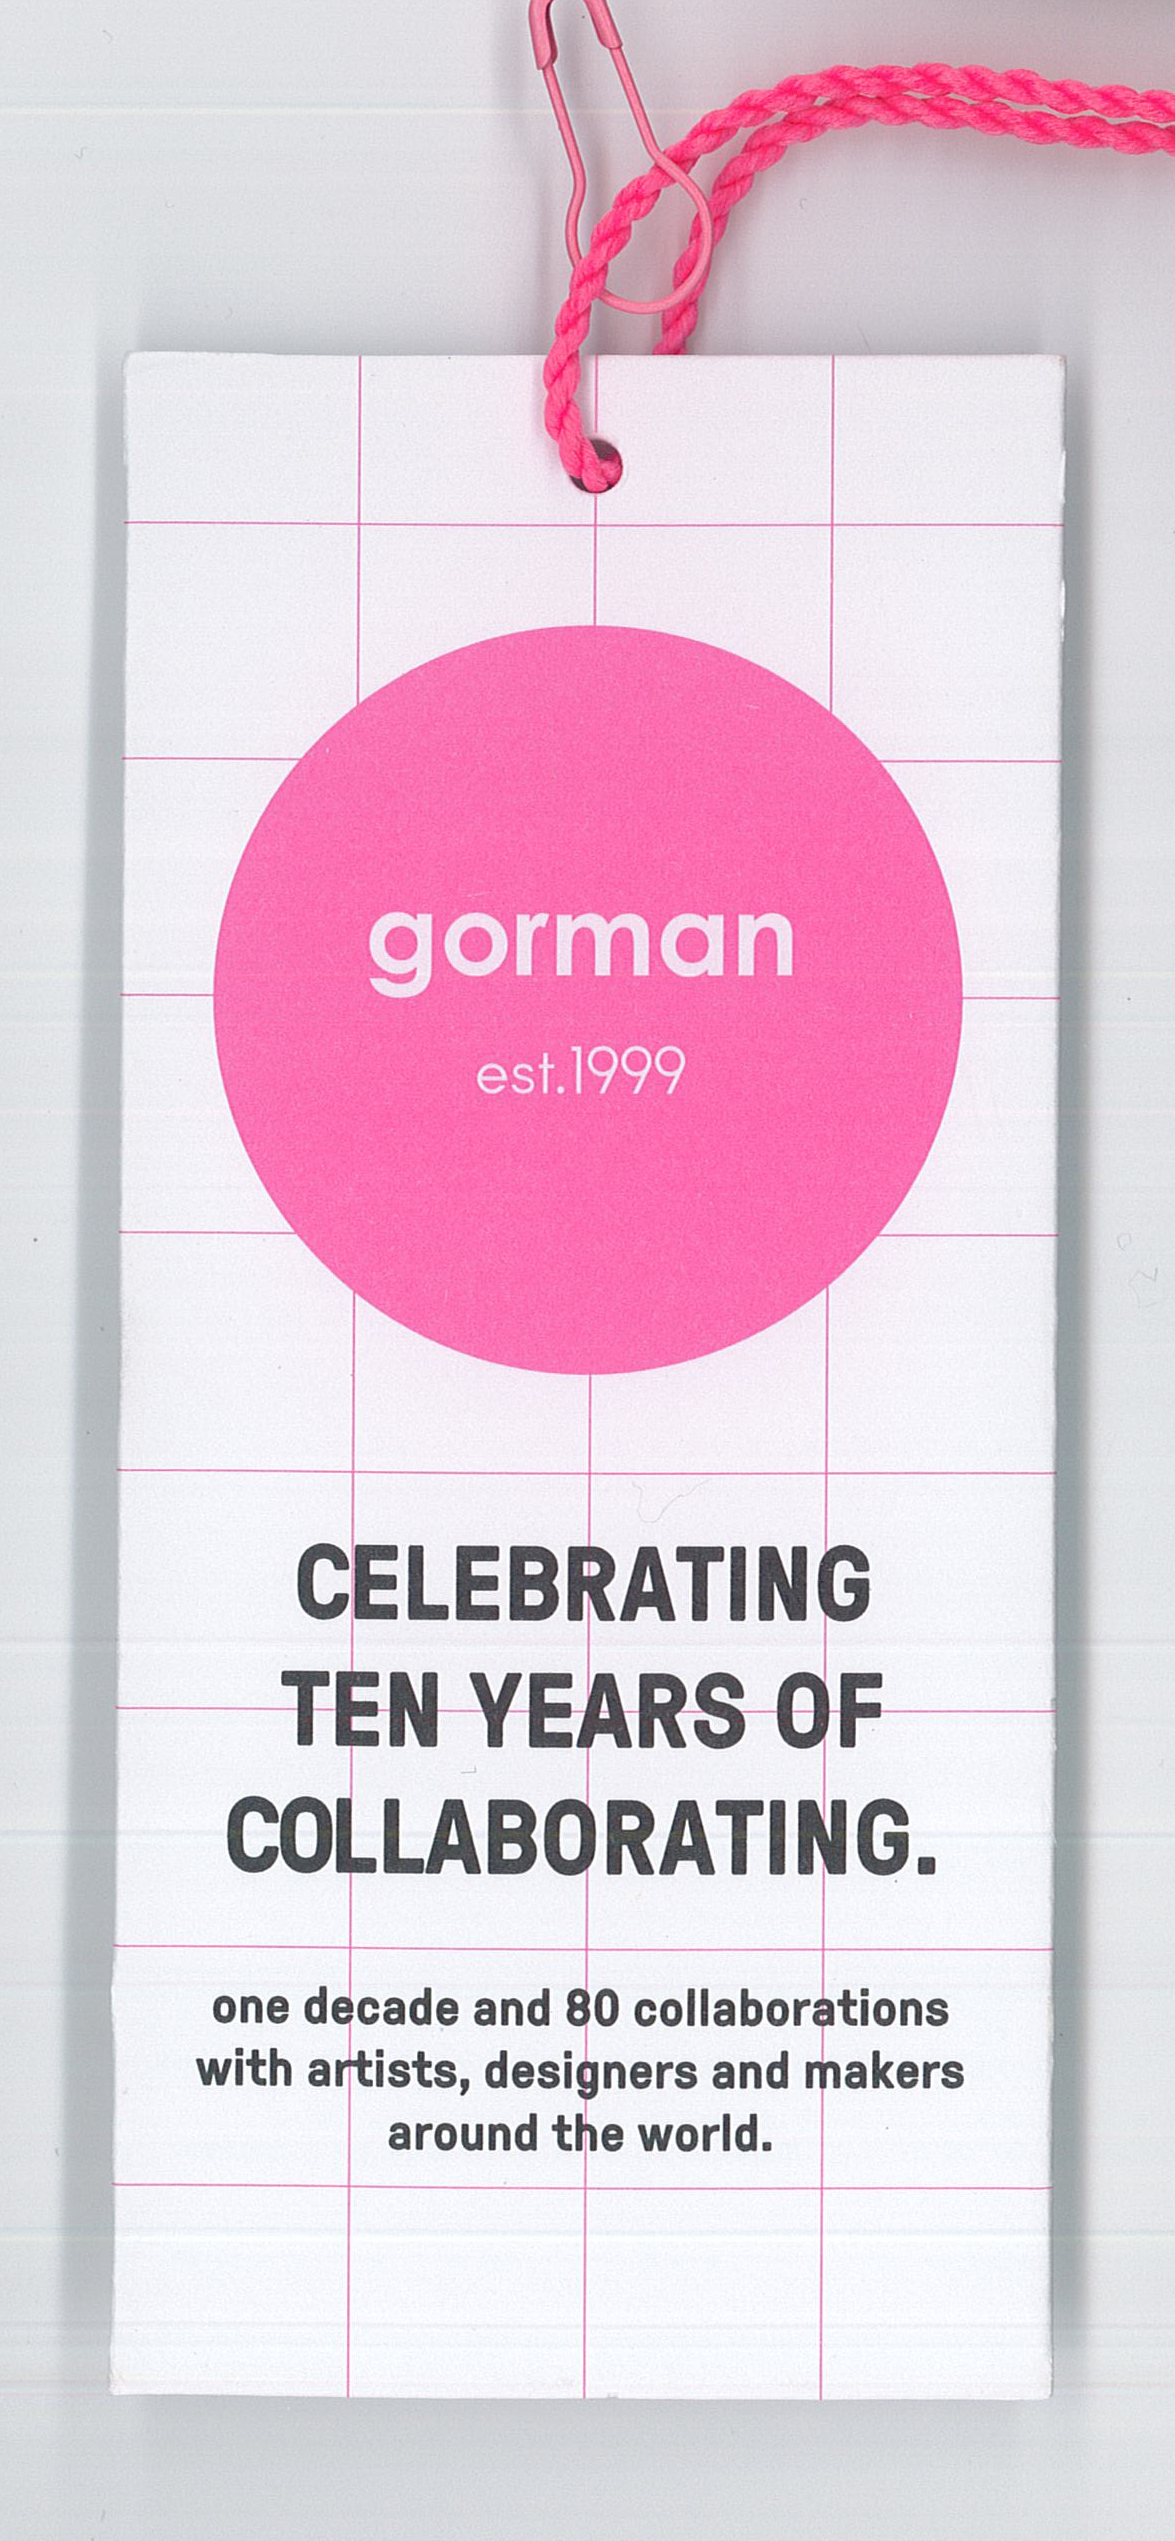 gorman
est.1999
CELEBRATING
TEN YEARS OF
COLLABORATING.
one decade and 80 collaborations
with artists, designers and makers
around the world.